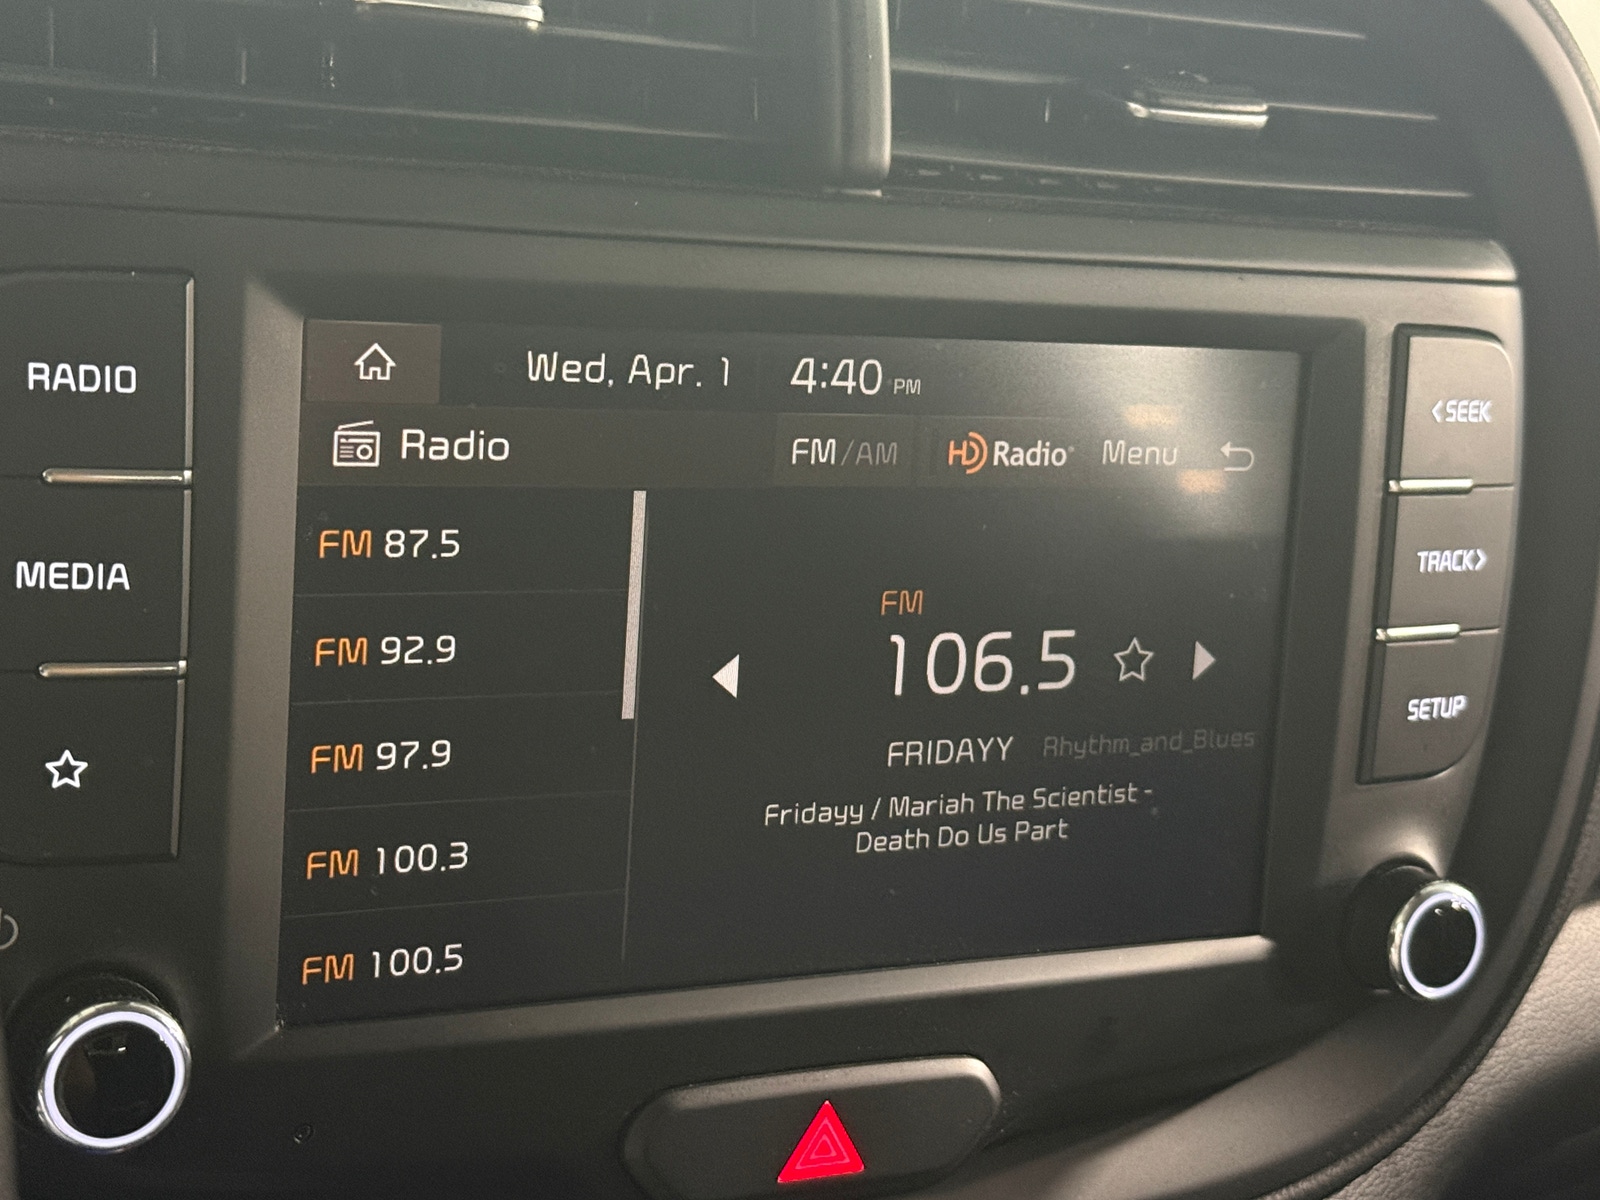 Wed, Apr. 1 4:40 PM
Radio FM/AM HD Radio Menu
RADIO
MEDIA
FM 87.5
FM 92.9
FM 97.9
FM 100.3
FM 100.5
FM
106.5
FRIDAYY Rhythm_and_Blues
Fridayy / Mariah The Scientist -
Death Do Us Part
<SEEK
TRACK>
SETUP